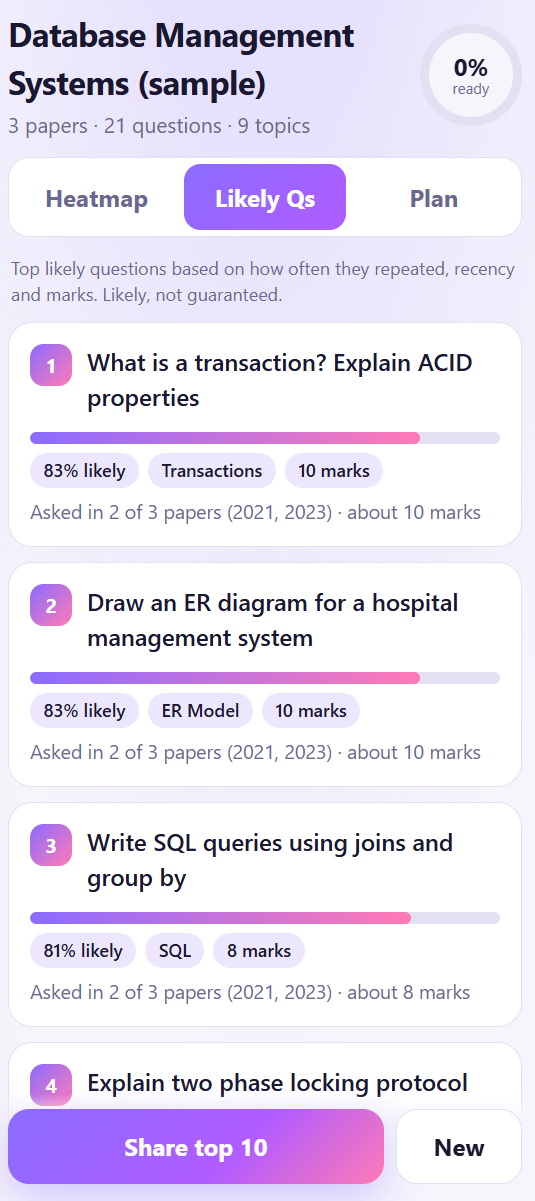 Database Management
Systems (sample)
0%
ready
3 papers · 21 questions · 9 topics
Heatmap
Likely Qs
Plan
Top likely questions based on how often they repeated, recency
and marks. Likely, not guaranteed.
1
What is a transaction? Explain ACID
properties
83% likely
Transactions
10 marks
Asked in 2 of 3 papers (2021, 2023) · about 10 marks
2
Draw an ER diagram for a hospital
management system
83% likely
ER Model
10 marks
Asked in 2 of 3 papers (2021, 2023) · about 10 marks
3
Write SQL queries using joins and
group by
81% likely
SQL
8 marks
Asked in 2 of 3 papers (2021, 2023) · about 8 marks
4
Explain two phase locking protocol
Share top 10
New